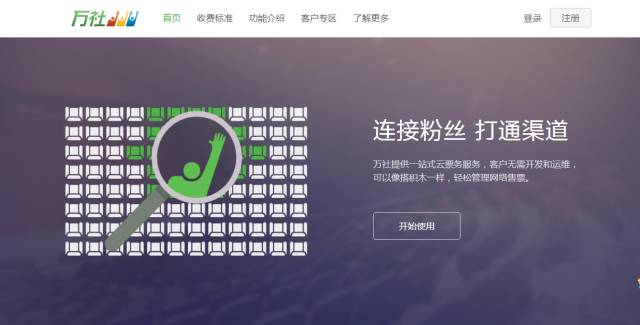 万社
首页 收费标准 功能介绍 客户专区 了解更多 登录 注册
连接粉丝 打通渠道
万社提供一站式云票务服务，客户无需开发和运维，
可以像搭积木一样，轻松管理网络售票。
开始使用